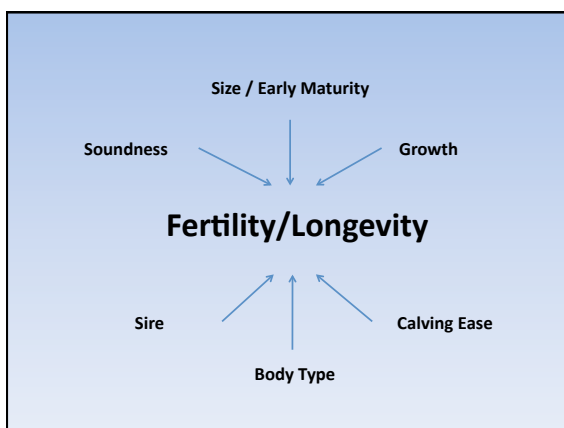 Size / Early Maturity
Soundness
Growth
Fertility/Longevity
Sire
Calving Ease
Body Type